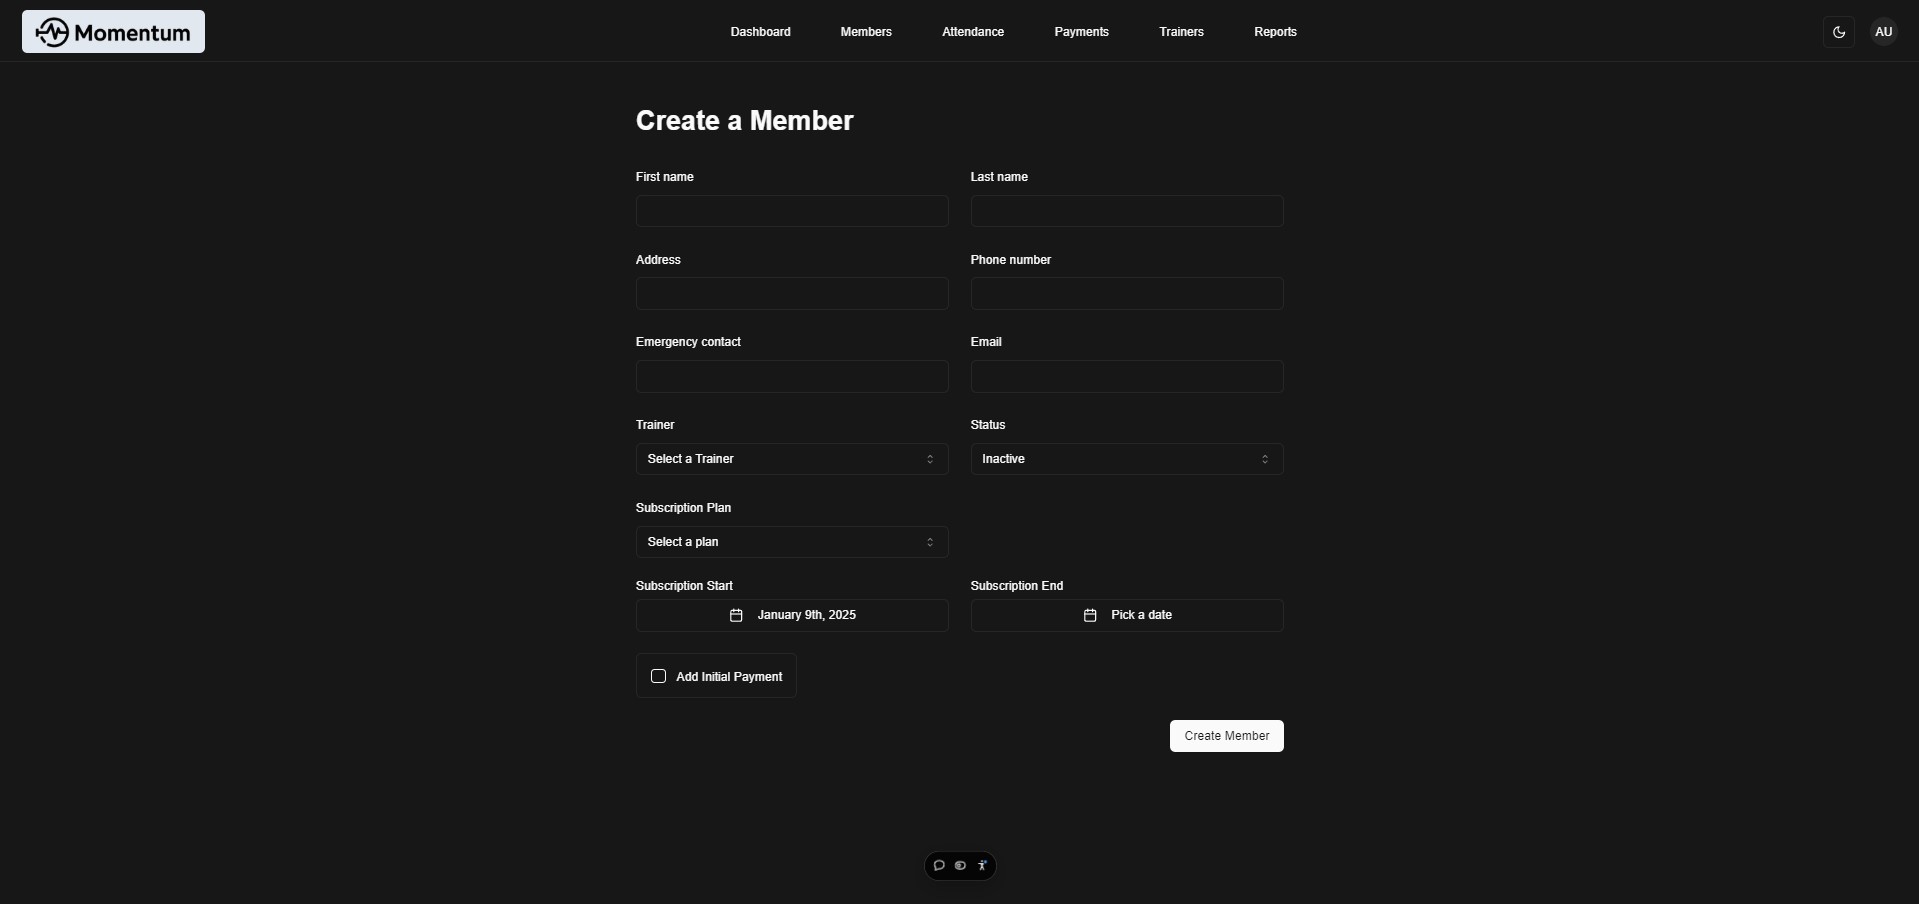 Momentum
Dashboard Members Attendance Payments Trainers Reports
AU
Create a Member
First name Last name
Address Phone number
Emergency contact Email
Trainer Status
Select a Trainer Inactive
Subscription Plan
Select a plan
Subscription Start Subscription End
January 9th, 2025 Pick a date
Add Initial Payment
Create Member